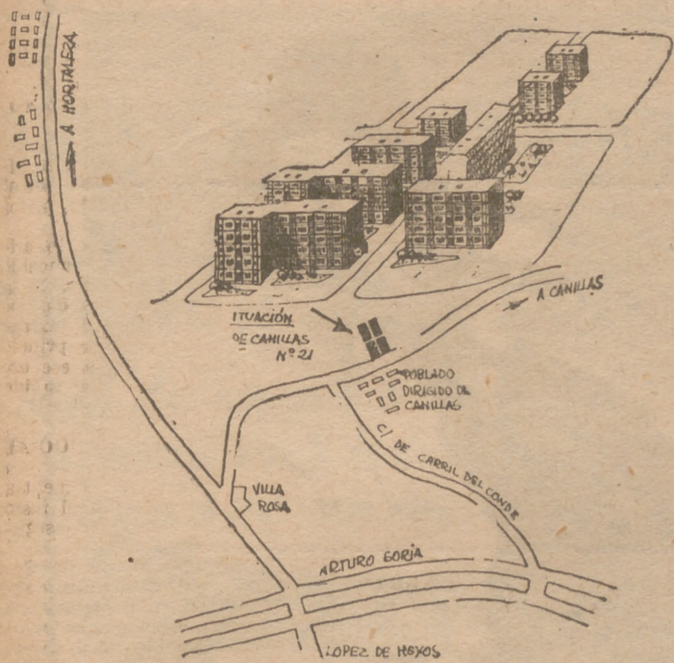 A HORTALEZA
ITUACIÓN
DE CANILLAS
Nº 21
A CANILLAS
POBLADO
DIRIGIDO DE
CANILLAS
C/ DE CARRIL DEL CONDE
VILLA
ROSA
ARTURO SORIA
LOPEZ DE HOYOS